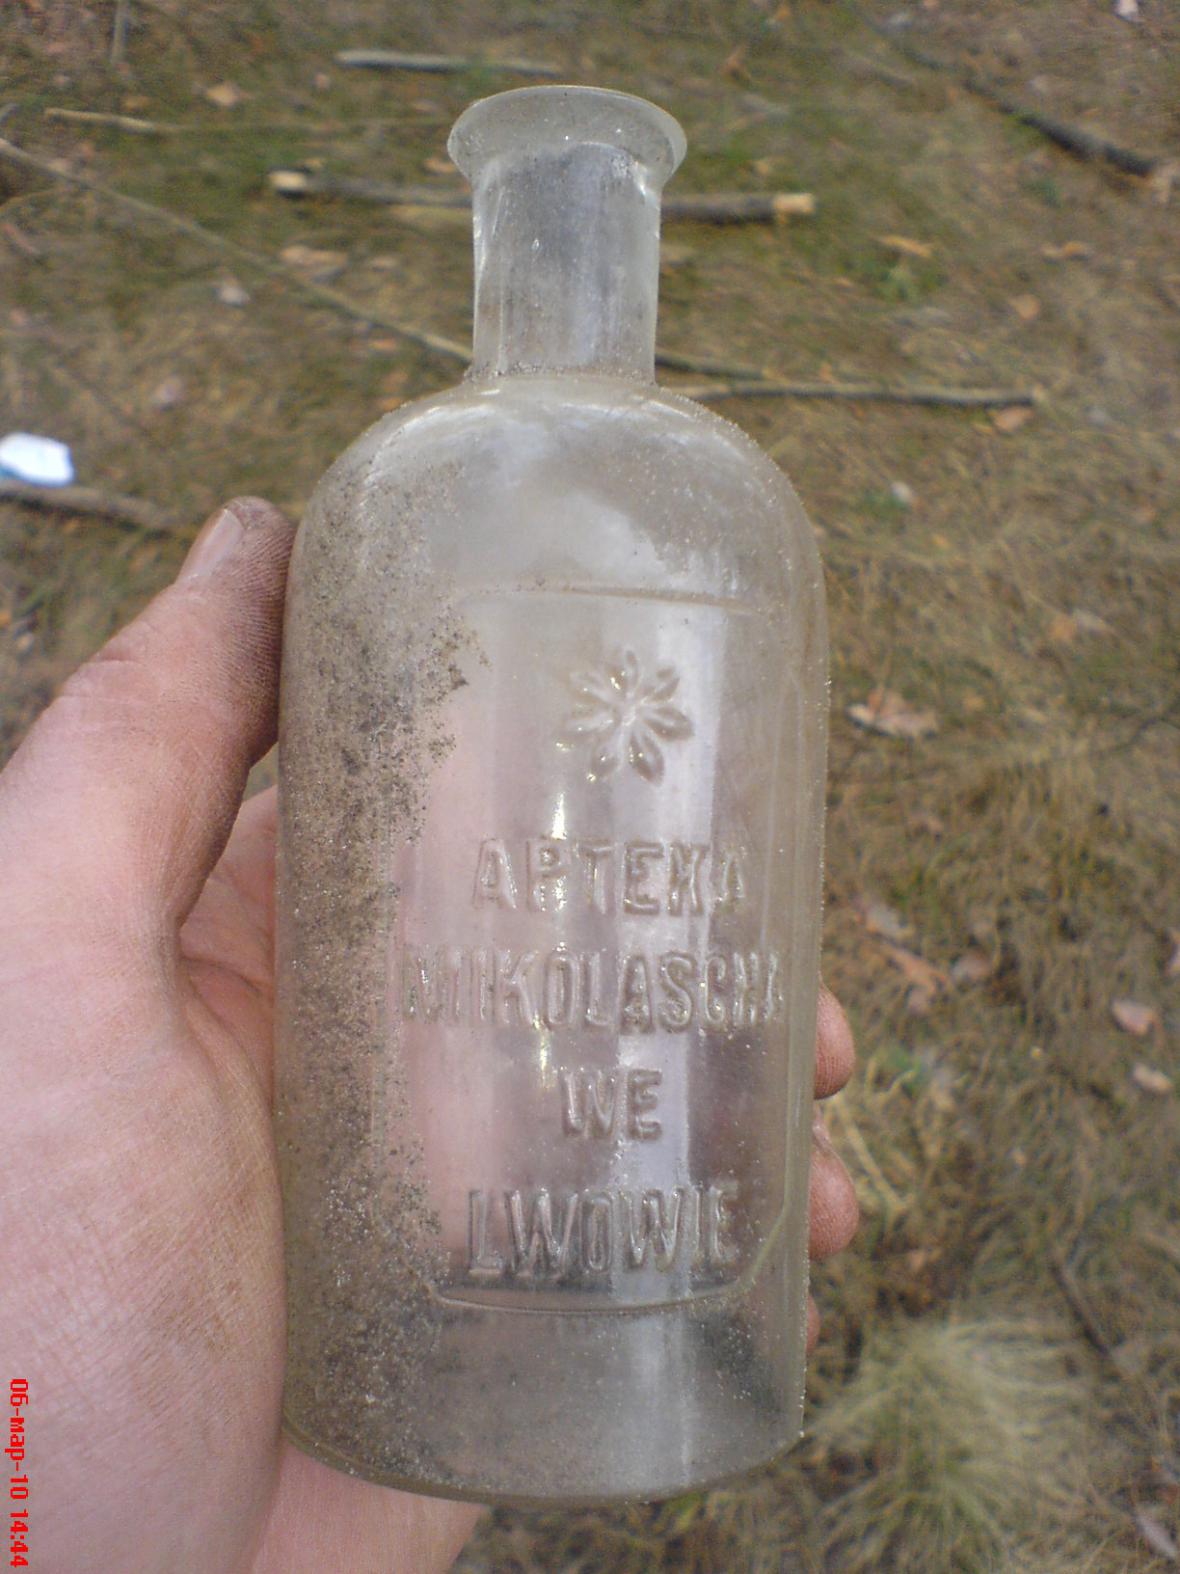 APTEKA
MIKOLASCHA
WE
LWOWIE
06-мар-10 14:44